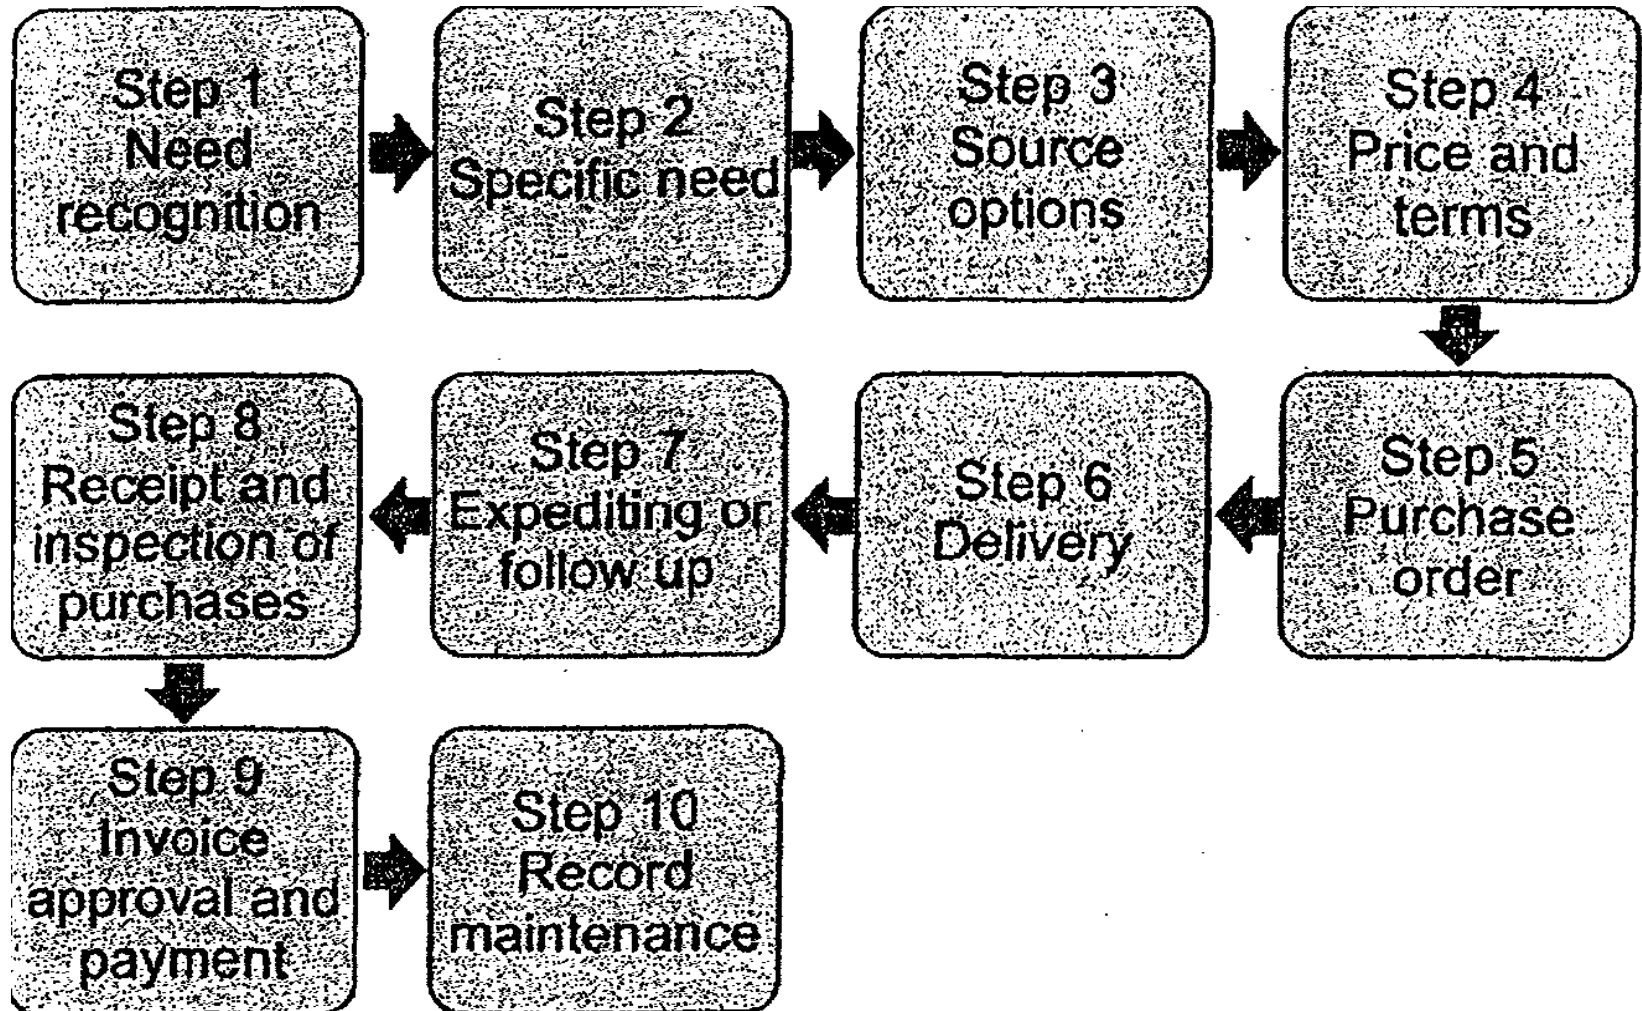 Step 1
Need
recognition
Step 2
Specific need
Step 3
Source
options
Step 4
Price and
terms
Step 5
Purchase
order
Step 6
Delivery
Step 7
Expediting or
follow up
Step 8
Receipt and
inspection of
purchases
Step 9
Invoice
approval and
payment
Step 10
Record
maintenance